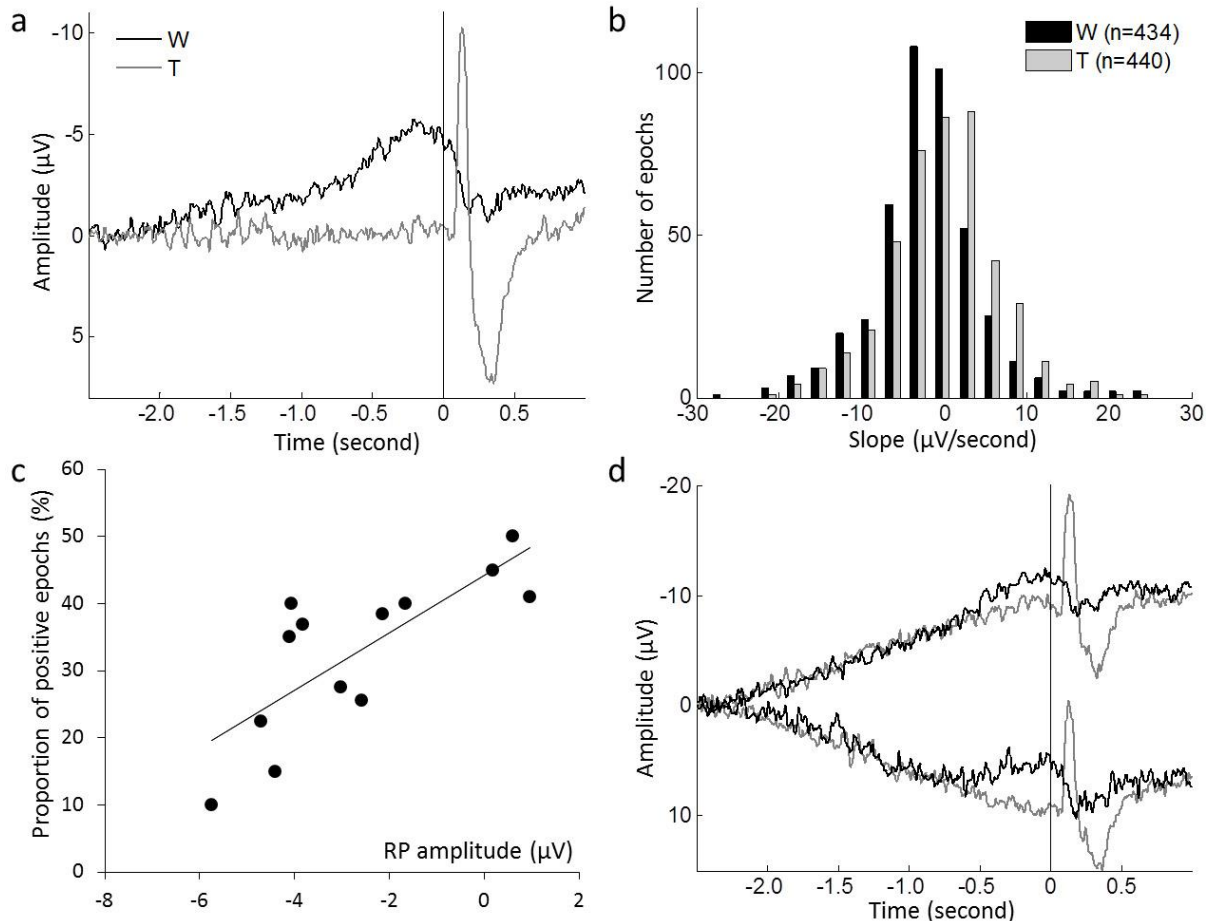 a
W
T
-10
-5
0
5
Amplitude (µV)
-2.0 -1.5 -1.0 -0.5 0 0.5
Time (second)
b
W (n=434)
T (n=440)
100
50
0
Number of epochs
-30 -20 -10 0 10 20 30
Slope (µV/second)
c
60
50
40
30
20
10
0
Proportion of positive epochs (%)
RP amplitude (µV)
-8 -6 -4 -2 0 2
d
-20
-10
0
10
Amplitude (µV)
-2.0 -1.5 -1.0 -0.5 0 0.5
Time (second)